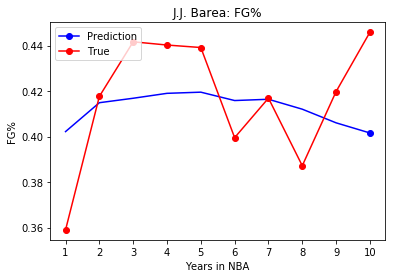 J.J. Barea: FG%
Prediction
True
FG%
0.44
0.42
0.40
0.38
0.36
1 2 3 4 5 6 7 8 9 10
Years in NBA